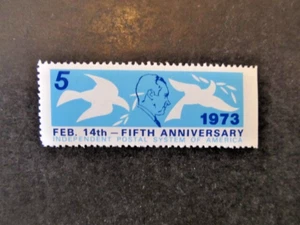 5
1973
FEB. 14th – FIFTH ANNIVERSARY
INDEPENDENT POSTAL SYSTEM OF AMERICA